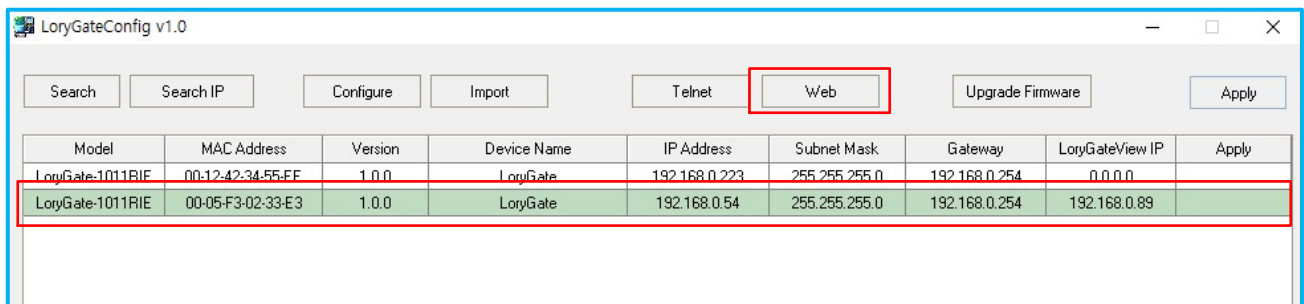 LoryGateConfig v1.0
Search Search IP Configure Import Telnet Web Upgrade Firmware Apply
Model MAC Address Version Device Name IP Address Subnet Mask Gateway LoryGateView IP Apply
LoryGate-1011RIE 00-12-42-34-55-FF 1.0.0 LoryGate 192.168.0.223 255.255.255.0 192.168.0.254 0.0.0.0
LoryGate-1011RIE 00-05-F3-02-33-E3 1.0.0 LoryGate 192.168.0.54 255.255.255.0 192.168.0.254 192.168.0.89